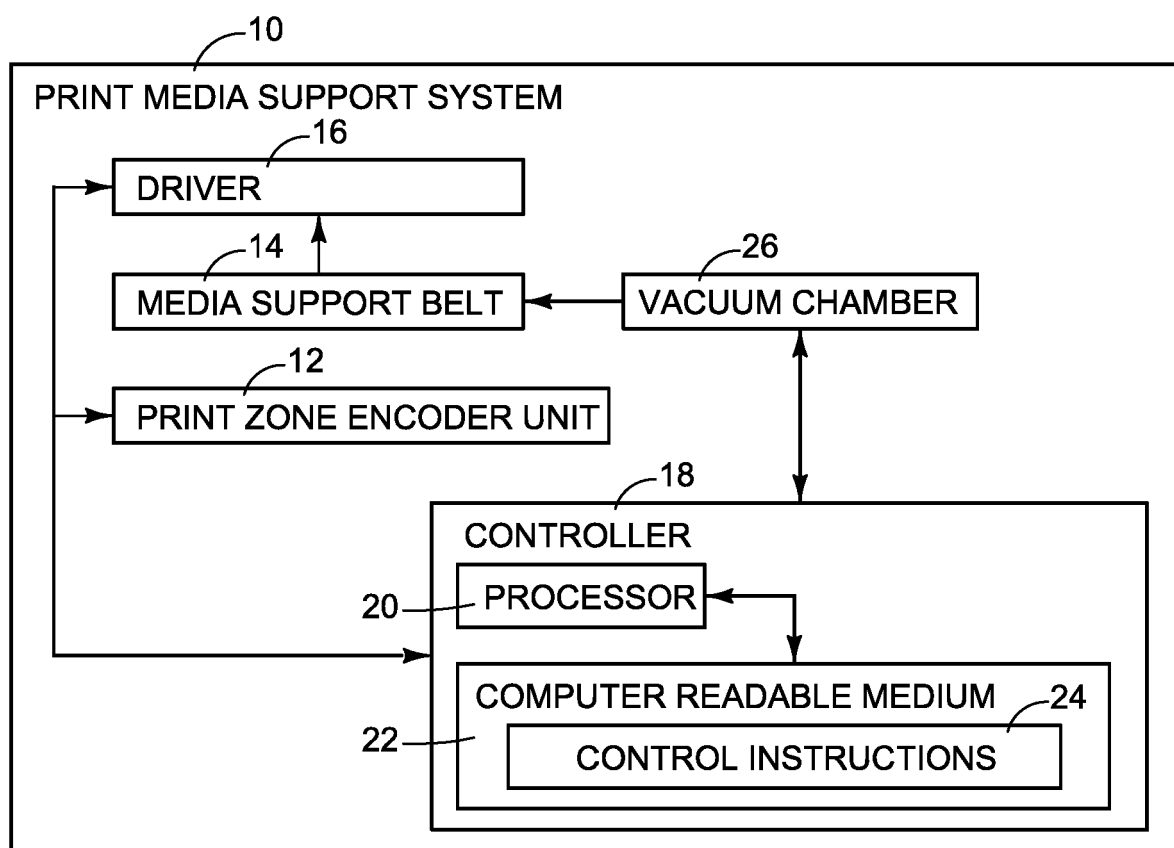 10
PRINT MEDIA SUPPORT SYSTEM
16
DRIVER
14
MEDIA SUPPORT BELT
26
VACUUM CHAMBER
12
PRINT ZONE ENCODER UNIT
18
CONTROLLER
20
PROCESSOR
COMPUTER READABLE MEDIUM
24
22
CONTROL INSTRUCTIONS